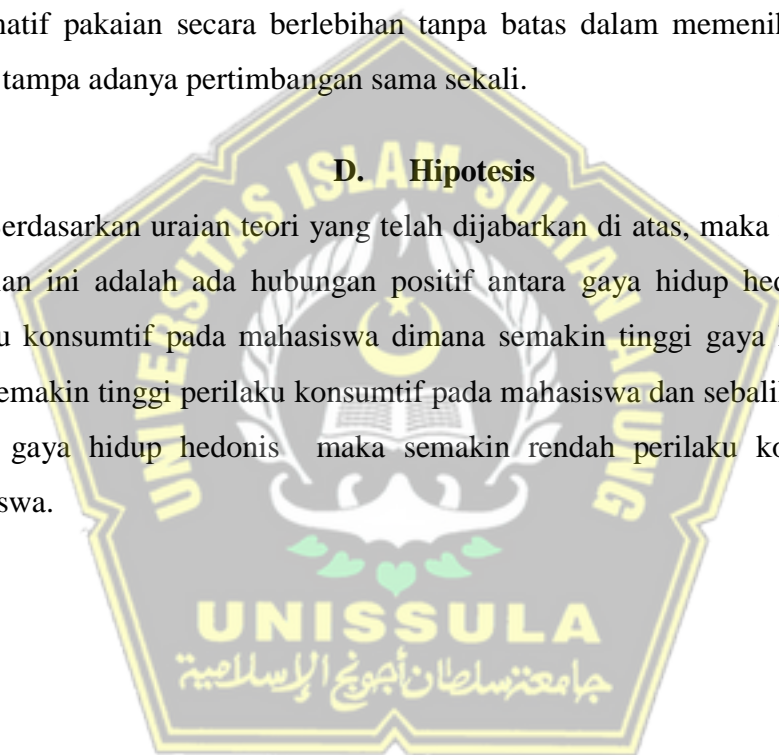 natif pakaian secara berlebihan tanpa batas dalam memeni
tampa adanya pertimbangan sama sekali.
D. Hipotesis
erdasarkan uraian teori yang telah dijabarkan di atas, maka
an ini adalah ada hubungan positif antara gaya hidup hed
u konsumtif pada mahasiswa dimana semakin tinggi gaya
emakin tinggi perilaku konsumtif pada mahasiswa dan sebali
gaya hidup hedonis maka semakin rendah perilaku ko
swa.
UNIVERSITAS ISLAM SULTAN AGUNG
UNISSULA
جامعة سلطان أجونج الإسلامية